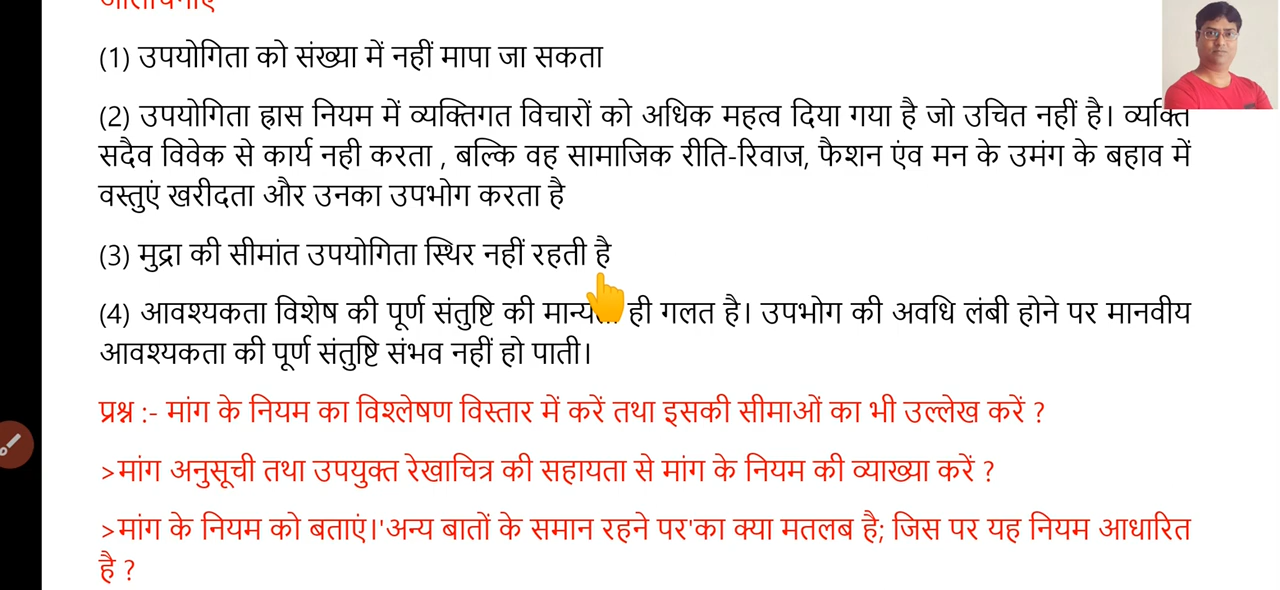 (1) उपयोगिता को संख्या में नहीं मापा जा सकता
(2) उपयोगिता ह्रास नियम में व्यक्तिगत विचारों को अधिक महत्व दिया गया है जो उचित नहीं है। व्यक्ति
सदैव विवेक से कार्य नही करता , बल्कि वह सामाजिक रीति-रिवाज, फैशन एंव मन के उमंग के बहाव में
वस्तुएं खरीदता और उनका उपभोग करता है
(3) मुद्रा की सीमांत उपयोगिता स्थिर नहीं रहती है
(4) आवश्यकता विशेष की पूर्ण संतुष्टि की मान्यता ही गलत है। उपभोग की अवधि लंबी होने पर मानवीय
आवश्यकता की पूर्ण संतुष्टि संभव नहीं हो पाती।
प्रश्न :- मांग के नियम का विश्लेषण विस्तार में करें तथा इसकी सीमाओं का भी उल्लेख करें ?
>मांग अनुसूची तथा उपयुक्त रेखाचित्र की सहायता से मांग के नियम की व्याख्या करें ?
>मांग के नियम को बताएं।'अन्य बातों के समान रहने पर'का क्या मतलब है; जिस पर यह नियम आधारित
है ?